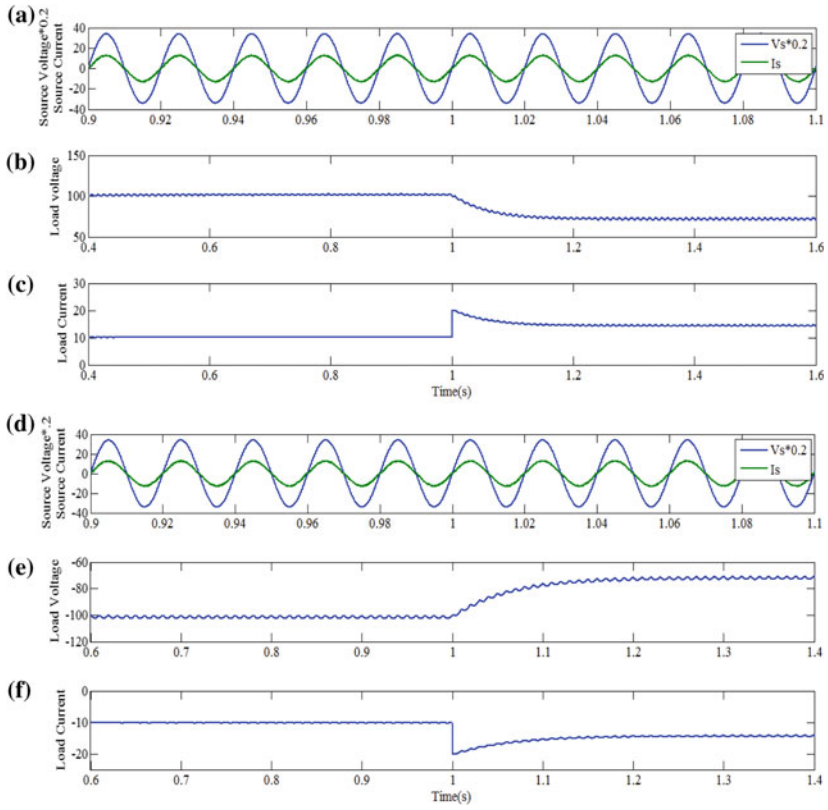 (a)
Source Voltage*0.2
Source Current
40
20
0
-20
-40
Vs*0.2
Is
0.9 0.92 0.94 0.96 0.98 1 1.02 1.04 1.06 1.08 1.1
(b)
Load voltage
150
100
50
0.4 0.6 0.8 1 1.2 1.4 1.6
(c)
Load Current
30
20
10
0
0.4 0.6 0.8 1 1.2 1.4 1.6
Time(s)
(d)
Source Voltage*.2
Source Current
40
20
0
-20
-40
Vs*0.2
Is
0.9 0.92 0.94 0.96 0.98 1 1.02 1.04 1.06 1.08 1.1
(e)
Load Voltage
-60
-80
-100
-120
0.6 0.7 0.8 0.9 1 1.1 1.2 1.3 1.4
(f)
Load Current
0
-10
-20
0.6 0.7 0.8 0.9 1 1.1 1.2 1.3 1.4
Time(s)